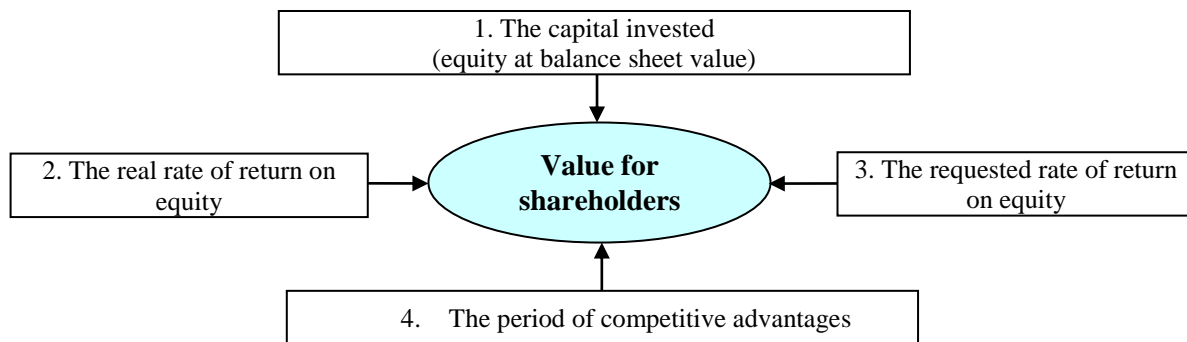 1. The capital invested
(equity at balance sheet value)
2. The real rate of return on
equity
Value for
shareholders
3. The requested rate of return
on equity
4. The period of competitive advantages